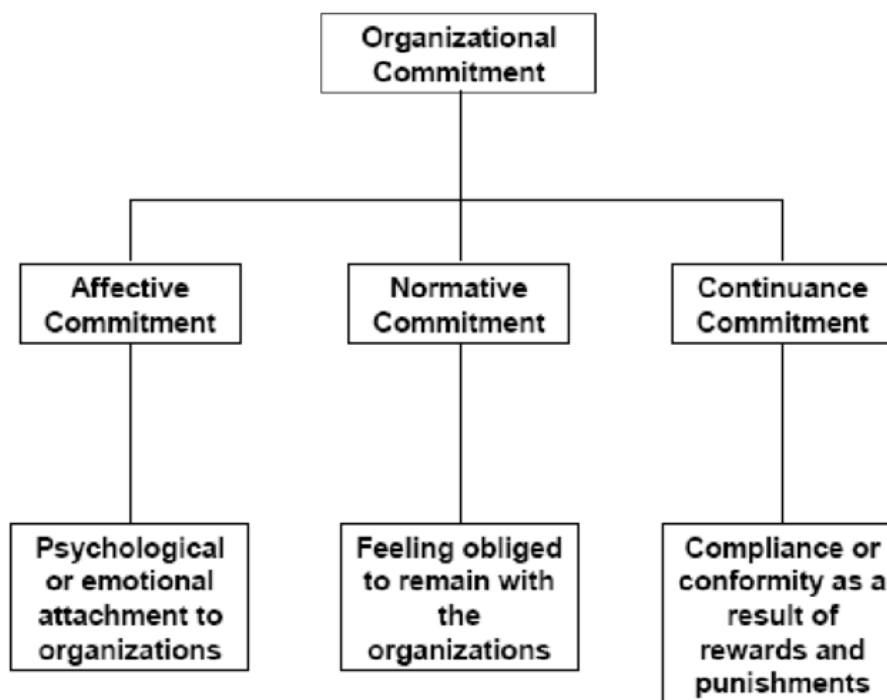 Organizational
Commitment
Affective
Commitment
Normative
Commitment
Continuance
Commitment
Psychological
or emotional
attachment to
organizations
Feeling obliged
to remain with
the
organizations
Compliance or
conformity as a
result of
rewards and
punishments